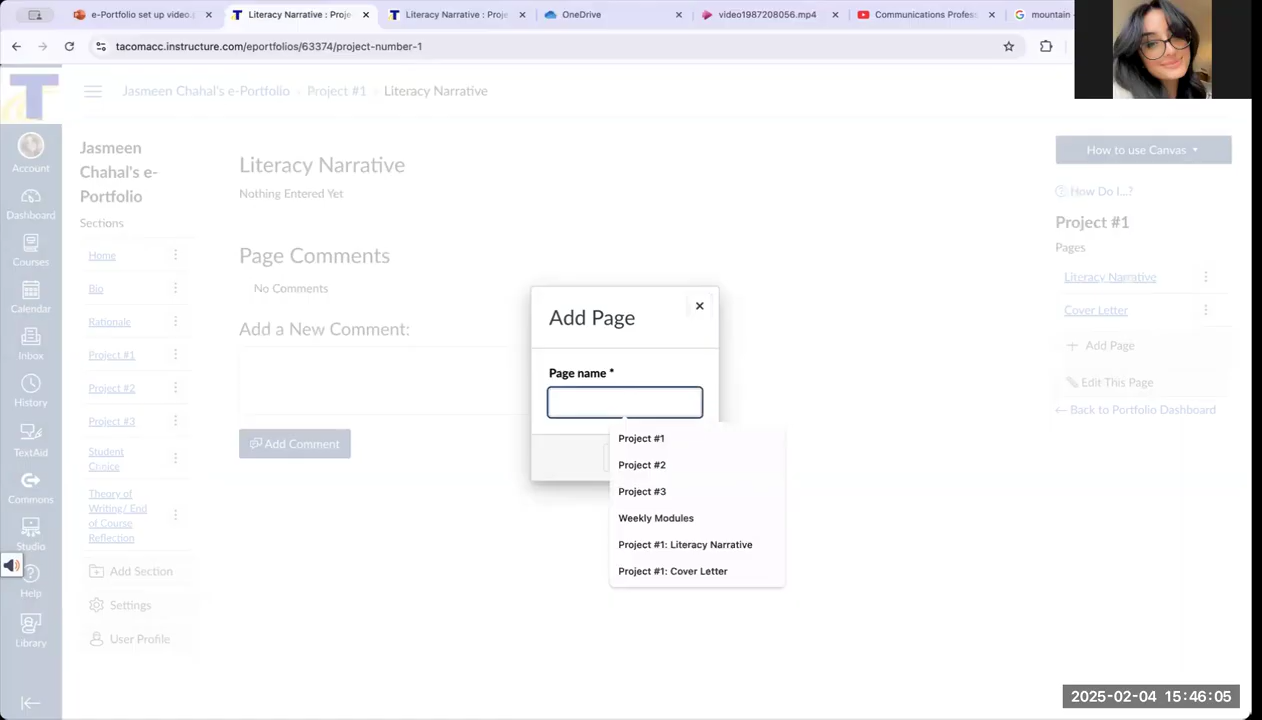 e-Portfolio set up video.
Literacy Narrative : Proje
Literacy Narrative : Proje
OneDrive
video1987208056.mp4
Communications Profess
mountain
tacomacc.instructure.com/eportfolios/63374/project-number-1
Jasmeen Chahal's e-Portfolio
Project #1
Literacy Narrative
Account
Dashboard
Courses
Calendar
Inbox
History
TextAid
Commons
Studio
Help
Library
Jasmeen
Chahal's e-
Portfolio
Sections
Home
Bio
Rationale
Project #1
Project #2
Project #3
Student
Choice
Theory of
Writing/ End
of Course
Reflection
Add Section
Settings
User Profile
Literacy Narrative
Nothing Entered Yet
Page Comments
No Comments
Add a New Comment:
Add Comment
Add Page
Page name *
Project #1
Project #2
Project #3
Weekly Modules
Project #1: Literacy Narrative
Project #1: Cover Letter
How to use Canvas
How Do I...?
Project #1
Pages
Literacy Narrative
Cover Letter
Add Page
Edit This Page
Back to Portfolio Dashboard
2025-02-04 15:46:05